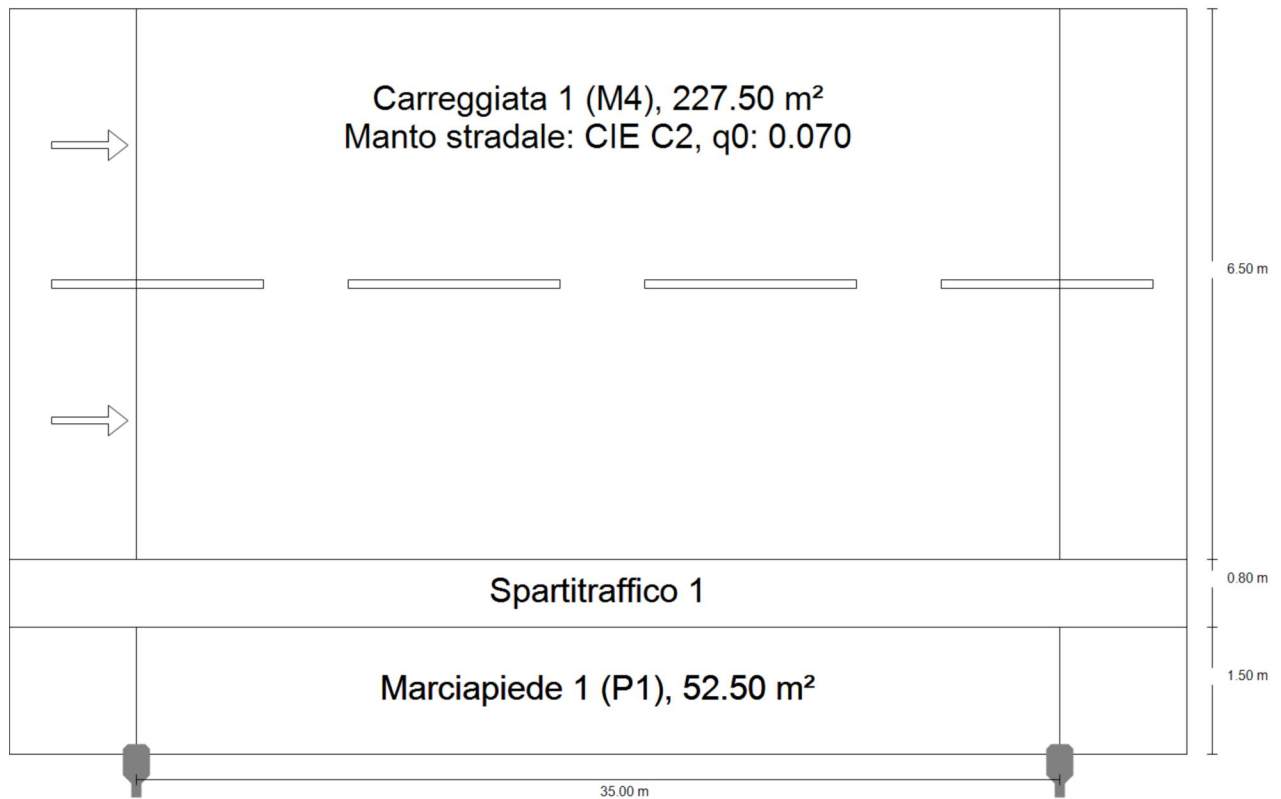 Carreggiata 1 (M4), 227.50 m²
Manto stradale: CIE C2, q0: 0.070
6.50 m
Spartitraffico 1
0.80 m
Marciapiede 1 (P1), 52.50 m²
1.50 m
35.00 m